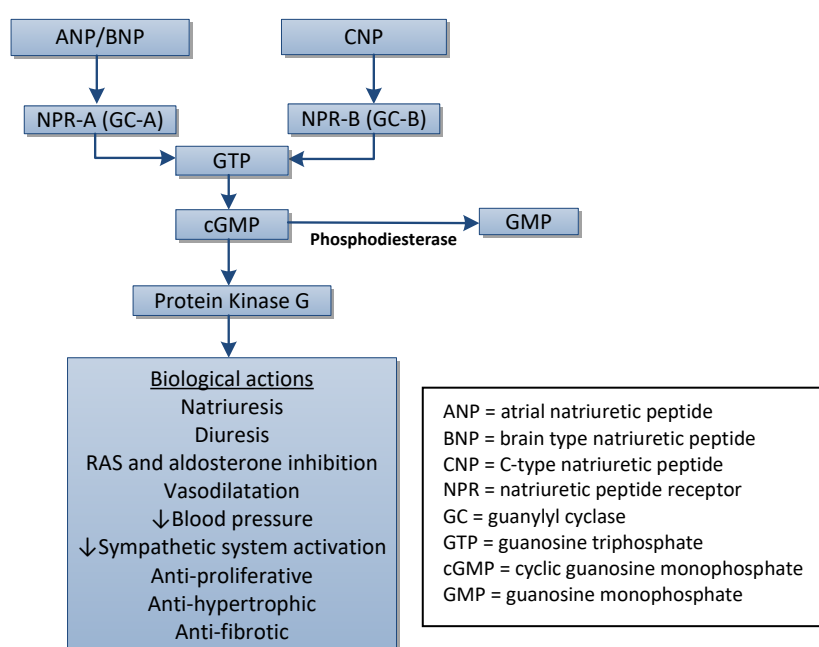 ANP/BNP
CNP
NPR-A (GC-A)
NPR-B (GC-B)
GTP
cGMP
GMP
Phosphodiesterase
Protein Kinase G
Biological actions
Natriuresis
Diuresis
RAS and aldosterone inhibition
Vasodilatation
↓Blood pressure
↓Sympathetic system activation
Anti-proliferative
Anti-hypertrophic
Anti-fibrotic
ANP = atrial natriuretic peptide
BNP = brain type natriuretic peptide
CNP = C-type natriuretic peptide
NPR = natriuretic peptide receptor
GC = guanylyl cyclase
GTP = guanosine triphosphate
cGMP = cyclic guanosine monophosphate
GMP = guanosine monophosphate